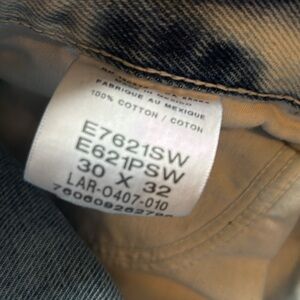 FABRIQUE AU MEXIQUE
100% COTTON / COTON
E7621SW
E621PSW
30 X 32
LAR-0407-010